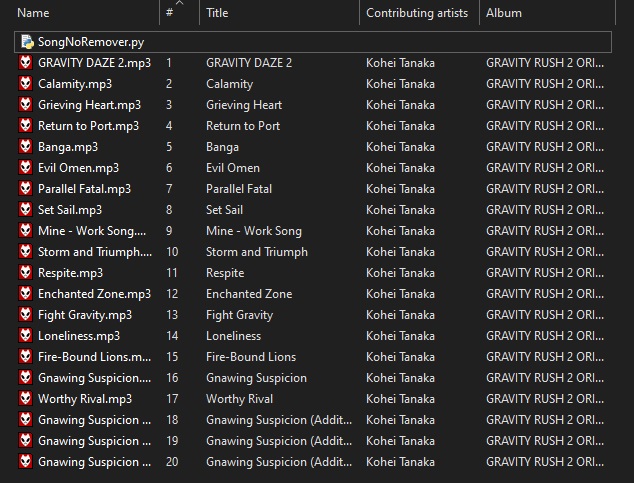 Name # Title Contributing artists Album
SongNoRemover.py
GRAVITY DAZE 2.mp3 1 GRAVITY DAZE 2 Kohei Tanaka GRAVITY RUSH 2 ORI...
Calamity.mp3 2 Calamity Kohei Tanaka GRAVITY RUSH 2 ORI...
Grieving Heart.mp3 3 Grieving Heart Kohei Tanaka GRAVITY RUSH 2 ORI...
Return to Port.mp3 4 Return to Port Kohei Tanaka GRAVITY RUSH 2 ORI...
Banga.mp3 5 Banga Kohei Tanaka GRAVITY RUSH 2 ORI...
Evil Omen.mp3 6 Evil Omen Kohei Tanaka GRAVITY RUSH 2 ORI...
Parallel Fatal.mp3 7 Parallel Fatal Kohei Tanaka GRAVITY RUSH 2 ORI...
Set Sail.mp3 8 Set Sail Kohei Tanaka GRAVITY RUSH 2 ORI...
Mine - Work Song.... 9 Mine - Work Song Kohei Tanaka GRAVITY RUSH 2 ORI...
Storm and Triumph.... 10 Storm and Triumph Kohei Tanaka GRAVITY RUSH 2 ORI...
Respite.mp3 11 Respite Kohei Tanaka GRAVITY RUSH 2 ORI...
Enchanted Zone.mp3 12 Enchanted Zone Kohei Tanaka GRAVITY RUSH 2 ORI...
Fight Gravity.mp3 13 Fight Gravity Kohei Tanaka GRAVITY RUSH 2 ORI...
Loneliness.mp3 14 Loneliness Kohei Tanaka GRAVITY RUSH 2 ORI...
Fire-Bound Lions.m... 15 Fire-Bound Lions Kohei Tanaka GRAVITY RUSH 2 ORI...
Gnawing Suspicion.... 16 Gnawing Suspicion Kohei Tanaka GRAVITY RUSH 2 ORI...
Worthy Rival.mp3 17 Worthy Rival Kohei Tanaka GRAVITY RUSH 2 ORI...
Gnawing Suspicion ... 18 Gnawing Suspicion (Addit... Kohei Tanaka GRAVITY RUSH 2 ORI...
Gnawing Suspicion ... 19 Gnawing Suspicion (Addit... Kohei Tanaka GRAVITY RUSH 2 ORI...
Gnawing Suspicion ... 20 Gnawing Suspicion (Addit... Kohei Tanaka GRAVITY RUSH 2 ORI...